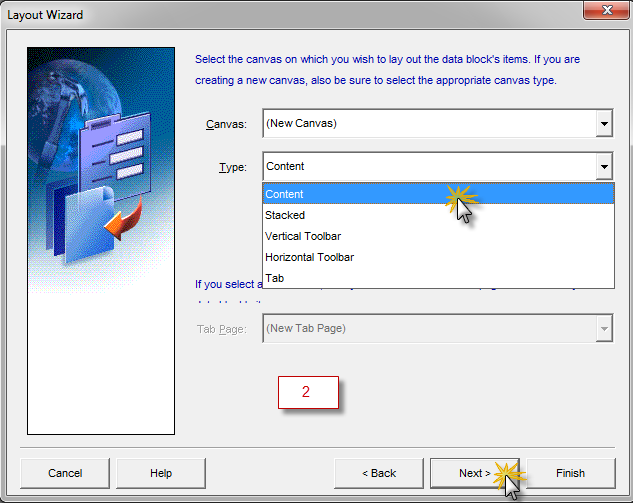 Layout Wizard
Select the canvas on which you wish to lay out the data block's items. If you are
creating a new canvas, also be sure to select the appropriate canvas type.
Canvas: (New Canvas)
Type: Content
Content
Stacked
Vertical Toolbar
Horizontal Toolbar
Tab
If you select a
Tab Page: (New Tab Page)
2
Cancel Help < Back Next > Finish